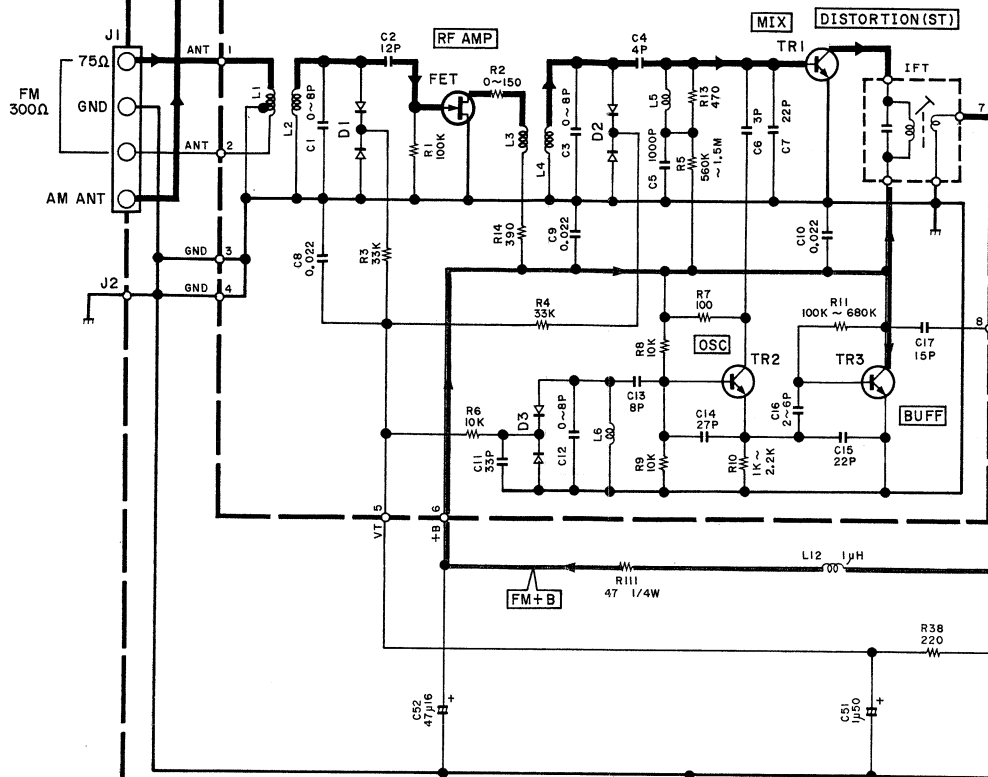 J1
75Ω
FM
300Ω
GND
AM ANT
J2
ANT 1
ANT 2
GND 3
GND 4
L1
L2
0~8P
C1
D1
C2
12P
RF AMP
FET
R1
100K
R2
0~150
L3
L4
0~8P
C3
D2
C4
4P
L5
1000P
C5
R13
470
R5
560K
~1.5M
3P
C6
22P
C7
MIX
TR1
DISTORTION(ST)
IFT
7
C8
0.022
R3
33K
R14
390
C9
0.022
C10
0.022
R4
33K
R7
100
R8
10K
OSC
TR2
R11
100K~680K
TR3
C17
15P
8
BUFF
R6
10K
D3
C11
33P
0~8P
C12
L6
C13
8P
C14
27P
R9
10K
R10
1K~
2.2K
C16
2~6P
C15
22P
VT 5
+B 6
FM+B
R111
47 1/4W
L12 1μH
R38
220
C52
47μ16
+
C51
1μ50
+